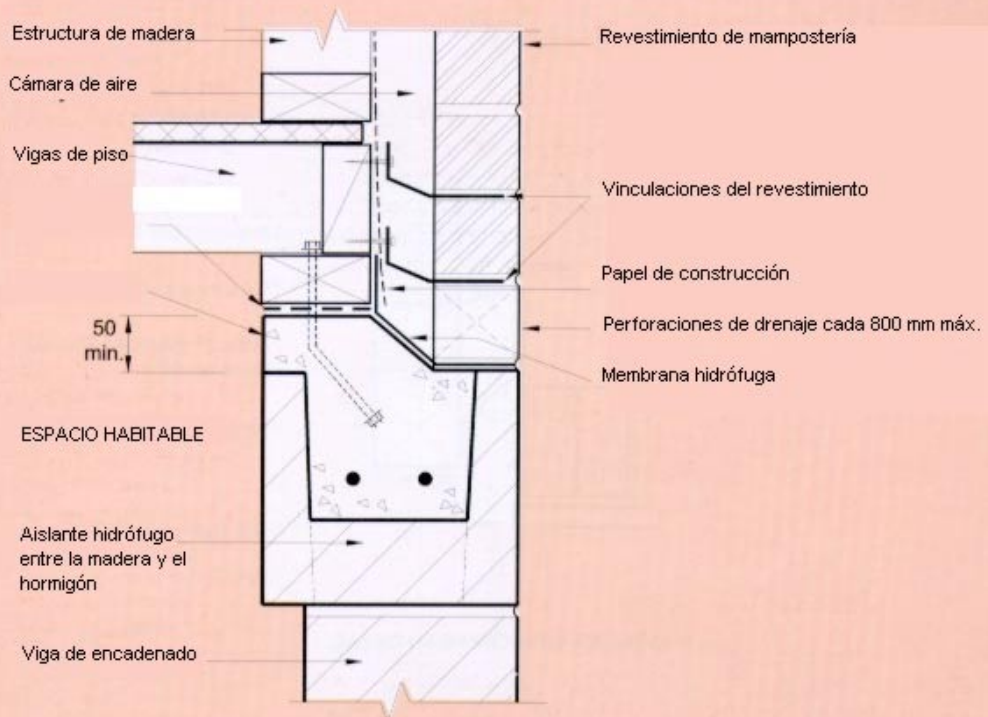 Estructura de madera
Cámara de aire
Vigas de piso
50
min.
ESPACIO HABITABLE
Aislante hidrófugo
entre la madera y el
hormigón
Viga de encadenado
Revestimiento de mampostería
Vinculaciones del revestimiento
Papel de construcción
Perforaciones de drenaje cada 800 mm máx.
Membrana hidrófuga